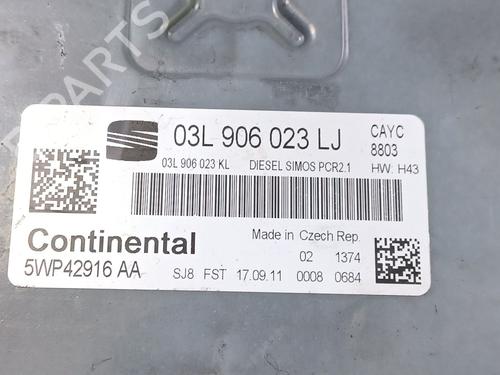 03L 906 023 LJ CAYC
8803
03L 906 023 KL DIESEL SIMOS PCR2.1 HW: H43
Continental Made in Czech Rep.
02 1374
5WP42916 AA SJ8 FST 17.09.11 0008 0684
PARTS